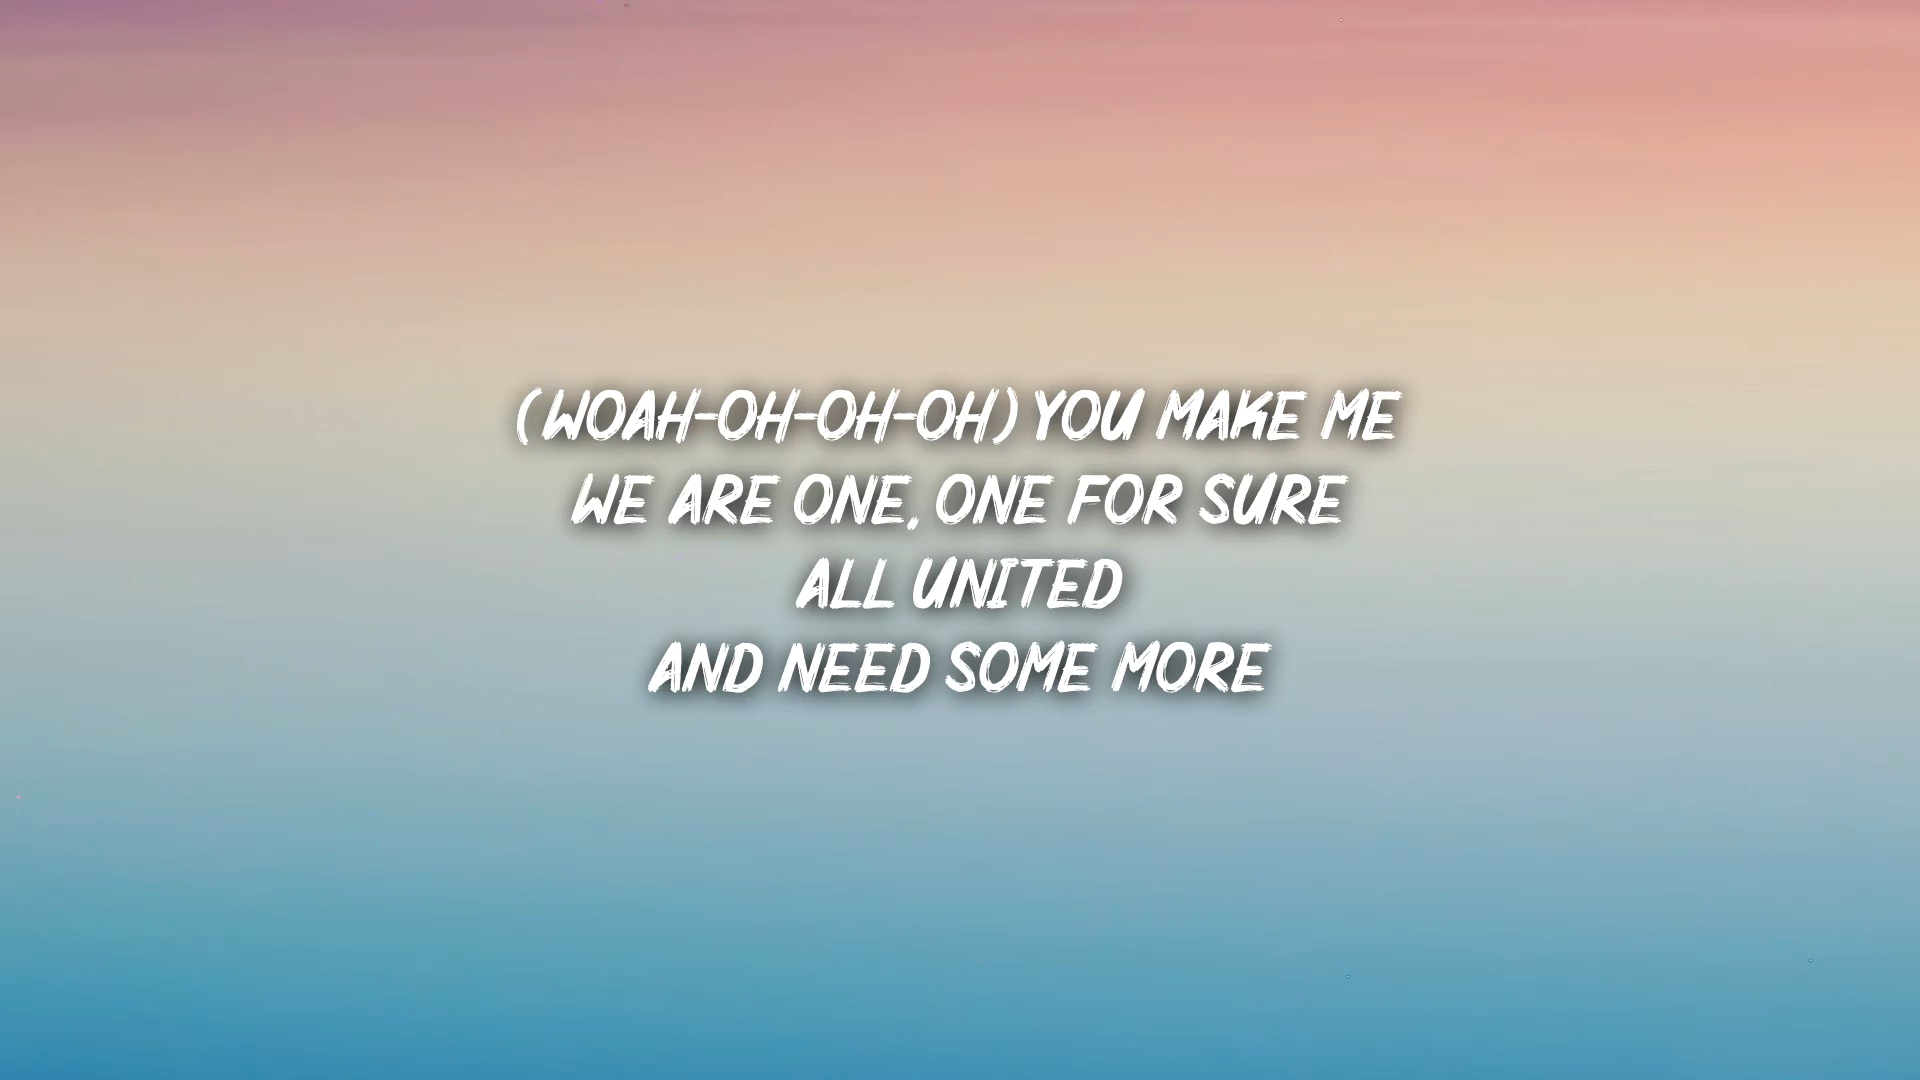 (WOAH-OH-OH-OH) YOU MAKE ME
WE ARE ONE, ONE FOR SURE
ALL UNITED
AND NEED SOME MORE